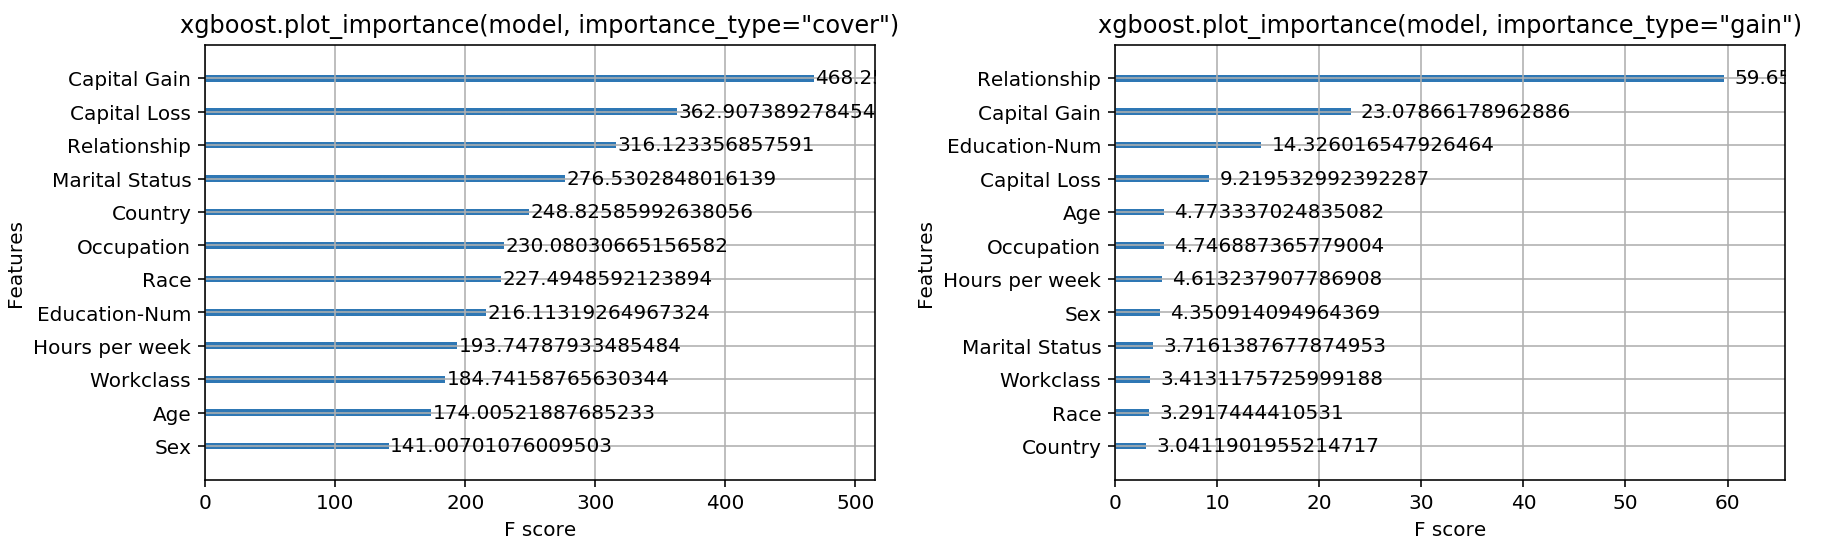 xgboost.plot_importance(model, importance_type="cover")
Features
Capital Gain 468.2
Capital Loss 362.907389278454
Relationship 316.123356857591
Marital Status 276.5302848016139
Country 248.82585992638056
Occupation 230.08030665156582
Race 227.4948592123894
Education-Num 216.11319264967324
Hours per week 193.74787933485484
Workclass 184.74158765630344
Age 174.00521887685233
Sex 141.00701076009503
0 100 200 300 400 500
F score
xgboost.plot_importance(model, importance_type="gain")
Features
Relationship 59.65
Capital Gain 23.07866178962886
Education-Num 14.326016547926464
Capital Loss 9.219532992392287
Age 4.773337024835082
Occupation 4.746887365779004
Hours per week 4.613237907786908
Sex 4.350914094964369
Marital Status 3.7161387677874953
Workclass 3.4131175725999188
Race 3.2917444410531
Country 3.0411901955214717
0 10 20 30 40 50 60
F score